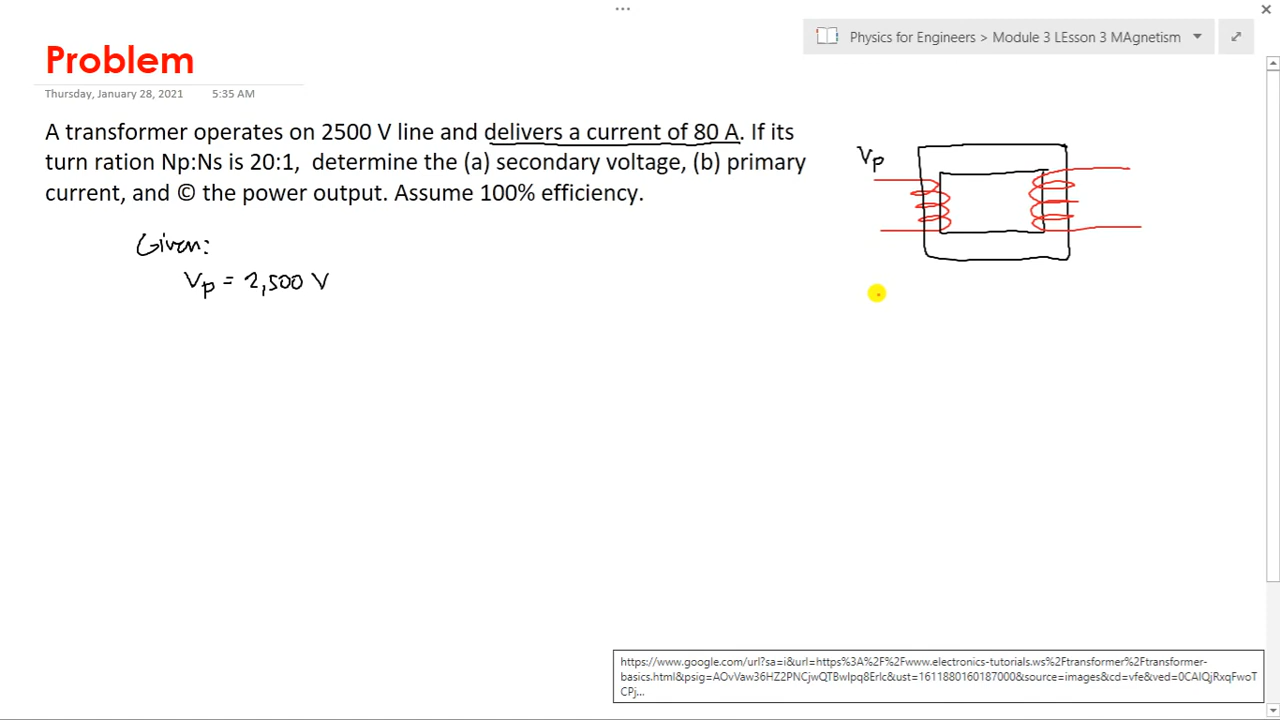 ...
Physics for Engineers > Module 3 LEsson 3 MAgnetism
Problem
Thursday, January 28, 2021 5:35 AM
A transformer operates on 2500 V line and delivers a current of 80 A. If its
turn ration Np:Ns is 20:1, determine the (a) secondary voltage, (b) primary
current, and © the power output. Assume 100% efficiency.
Vp
Given:
Vp = 2,500 V
https://www.google.com/url?sa=i&url=https%3A%2F%2Fwww.electronics-tutorials.ws%2Ftransformer%2Ftransformer-
basics.html&psig=AOvVaw36HZ2PNCjwQTBwIpq8Erlc&ust=1611880160187000&source=images&cd=vfe&ved=0CAIQjRxqFwoT
CPj...